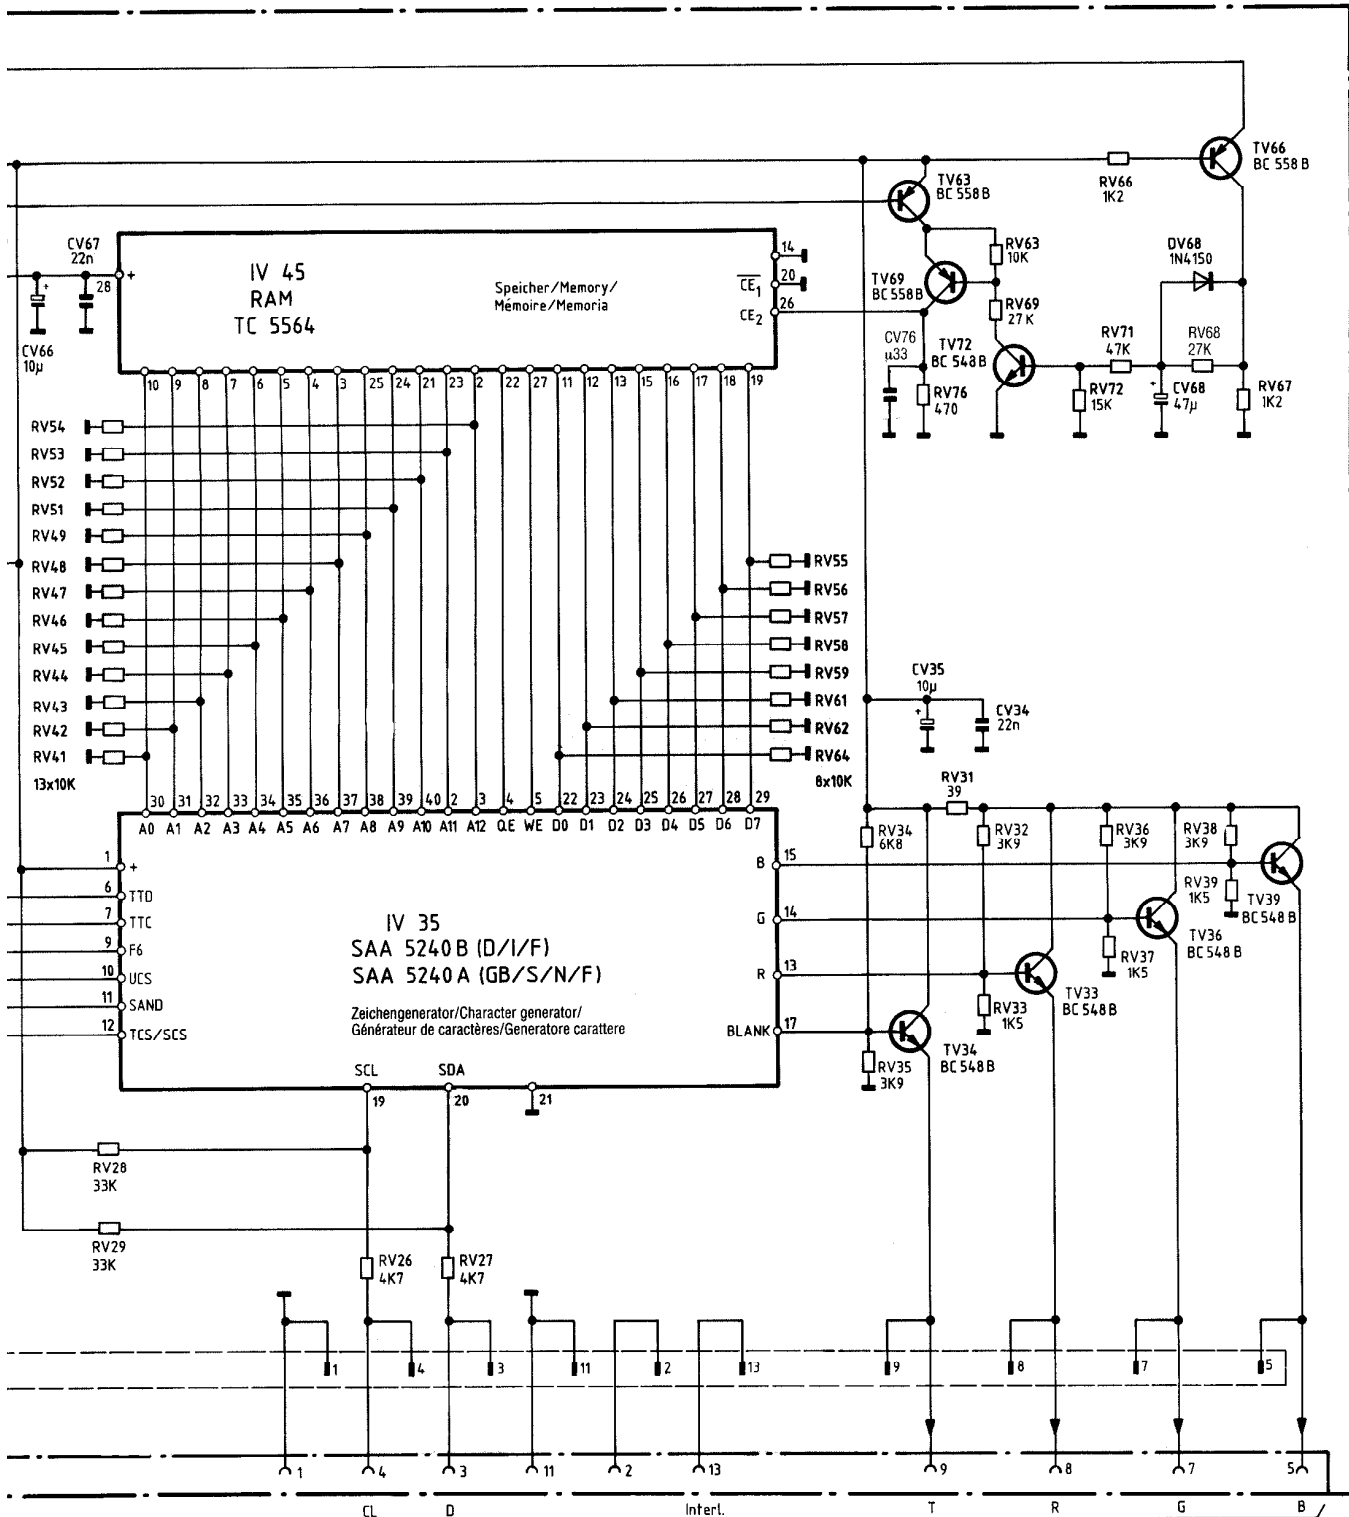 TV66
BC 558 B
TV63
BC 558 B
RV66
1K2
CV67
22n
28
+
IV 45
RAM
TC 5564
Speicher/Memory/
Mémoire/Memoria
14
20
CE1
26
CE2
TV69
BC 558 B
RV63
10K
RV69
27 K
DV68
1N4150
CV66
10µ
+
CV76
µ33
TV72
BC 548 B
RV71
47K
RV68
27K
RV76
470
RV72
15K
+
CV68
47µ
RV67
1K2
10 9 8 7 6 5 4 3 25 24 21 23 2 22 27 11 12 13 15 16 17 18 19
RV54
RV53
RV52
RV51
RV49
RV48
RV47
RV46
RV45
RV44
RV43
RV42
RV41
13x10K
RV55
RV56
RV57
RV58
RV59
RV61
RV62
RV64
8x10K
CV35
10µ
+
CV34
22n
30 31 32 33 34 35 36 37 38 39 40 2 3 4 5 22 23 24 25 26 27 28 29
A0 A1 A2 A3 A4 A5 A6 A7 A8 A9 A10 A11 A12 OE WE D0 D1 D2 D3 D4 D5 D6 D7
RV31
39
RV34
6K8
RV32
3K9
RV36
3K9
RV38
3K9
1 +
6 TTD
7 TTC
9 F6
10 UCS
11 SAND
12 TCS/SCS
IV 35
SAA 5240 B (D/I/F)
SAA 5240 A (GB/S/N/F)
Zeichengenerator/Character generator/
Générateur de caractères/Generatore carattere
B 15
G 14
R 13
BLANK 17
RV39
1K5
TV39
BC 548 B
RV37
1K5
TV36
BC 548 B
RV33
1K5
TV33
BC 548 B
RV35
3K9
TV34
BC 548 B
SCL
19
SDA
20
21
RV28
33K
RV29
33K
RV26
4K7
RV27
4K7
1 4 3 11 2 13 9 8 7 5
1 4 3 11 2 13 9 8 7 5
CL D Interl. T R G B